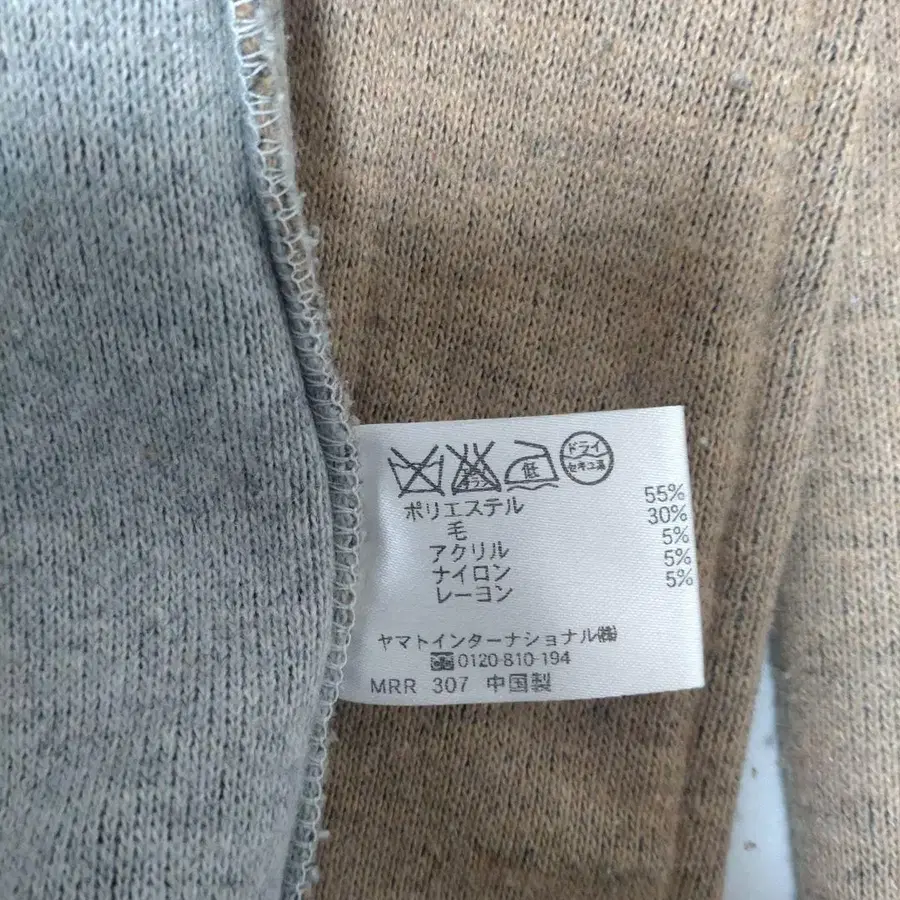 低 ドライ
セキユ系
ポリエステル 55%
毛 30%
アクリル 5%
ナイロン 5%
レーヨン 5%
ヤマトインターナショナル㈱
0120-810-194
MRR 307 中国製